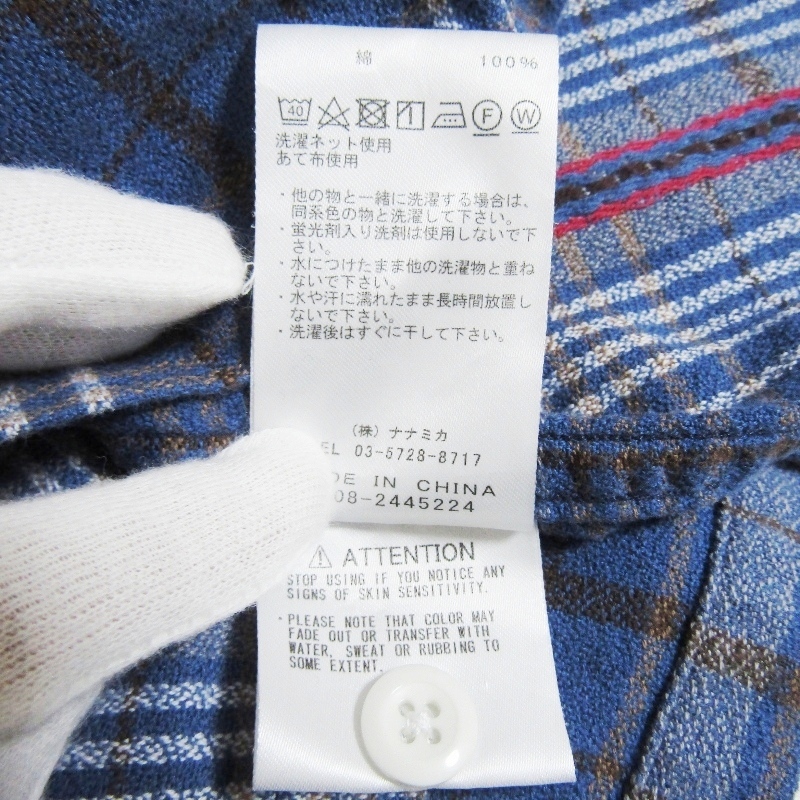 綿 100%
40 F W
洗濯ネット使用
あて布使用
・他の物と一緒に洗濯する場合は、
同系色の物と洗濯して下さい。
・蛍光剤入り洗剤は使用しないで下
さい。
・水につけたまま他の洗濯物と重ね
ないで下さい。
・水や汗に濡れたまま長時間放置し
ないで下さい。
・洗濯後はすぐに干して下さい。
(株) ナナミカ
EL 03-5728-8717
DE IN CHINA
08-2445224
ATTENTION
STOP USING IF YOU NOTICE ANY
SIGNS OF SKIN SENSITIVITY.
・PLEASE NOTE THAT COLOR MAY
FADE OUT OR TRANSFER WITH
WATER, SWEAT OR RUBBING TO
SOME EXTENT.